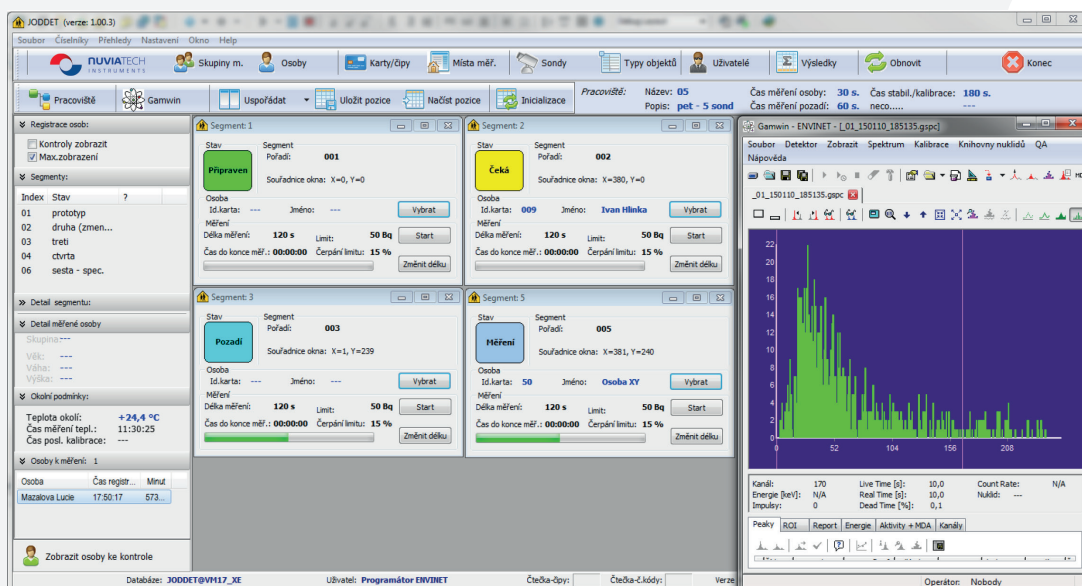 JODDET (verze: 1.00.3)
Soubor Číselníky Přehledy Nastavení Okno Help
NUVIATECH
INSTRUMENTS
Skupiny m. Osoby Karty/čipy Místa měř. Sondy Typy objektů Uživatelé Výsledky Obnovit Konec
Pracoviště Gamwin Uspořádat Uložit pozice Načíst pozice Inicializace
Pracoviště: Název: 05 Čas měření osoby: 30 s. Čas stabil./kalibrace: 180 s.
Popis: pet - 5 sond Čas měření pozadí: 60 s. neco..... ---
Registrace osob:
Kontroly zobrazit
Max.zobrazení
Segmenty:
Index Stav ?
01 prototyp
02 druha (zmen...
03 treti
04 ctvrta
06 sesta - spec.
Detail segmentu:
Detail měřené osoby
Skupina:---
Věk: ---
Váha: ---
Výška: ---
Okolní podmínky:
Teplota okolí: +24,4 °C
Čas měření tepl.: 11:30:25
Čas posl. kalibrace: ---
Osoby k měření: 1
Osoba Čas registr... Minut
Mazalova Lucie 17:50:17 573...
Zobrazit osoby ke kontrole
Segment: 1
Stav Segment
Připraven
Pořadí: 001
Souřadnice okna: X=0, Y=0
Osoba
Id.karta: --- Jméno: --- Vybrat
Měření
Délka měření: 120 s Limit: 50 Bq Start
Čas do konce měř.: 00:00:00 Čerpání limitu: 15 %
Změnit délku
Segment: 2
Stav Segment
Čeká
Pořadí: 002
Souřadnice okna: X=380, Y=0
Osoba
Id.karta: 009 Jméno: Ivan Hlinka Vybrat
Měření
Délka měření: 120 s Limit: 50 Bq Start
Čas do konce měř.: 00:00:00 Čerpání limitu: 15 %
Změnit délku
Segment: 3
Stav Segment
Pozadí
Pořadí: 003
Souřadnice okna: X=1, Y=239
Osoba
Id.karta: --- Jméno: --- Vybrat
Měření
Délka měření: 120 s Limit: 50 Bq Start
Čas do konce měř.: 00:00:00 Čerpání limitu: 15 %
Změnit délku
Segment: 5
Stav Segment
Měření
Pořadí: 005
Souřadnice okna: X=381, Y=240
Osoba
Id.karta: 50 Jméno: Osoba XY Vybrat
Měření
Délka měření: 120 s Limit: 50 Bq Start
Čas do konce měř.: 00:00:00 Čerpání limitu: 15 %
Změnit délku
Gamwin - ENVINET - [_01_150110_185135.gspc]
Soubor Detektor Zobrazit Spektrum Kalibrace Knihovny nuklidů QA
Nápověda
_01_150110_185135.gspc
22
20
18
16
14
12
10
8
6
4
2
0
0 52 104 156 208
Kanál: 170 Live Time [s]: 10,0 Count Rate: N/A
Energie [keV]: N/A Real Time [s]: 10,0 Nuklid: ---
Impulsy: 0 Dead Time [%]: 0,1
Peaky ROI Report Energie Aktivity + MDA Kanály
Operátor: Nobody
Databáze: JODDET@VM17_XE Uživatel: Programátor ENVINET Čtečka-čipy: Čtečka-č.kódy: Verze